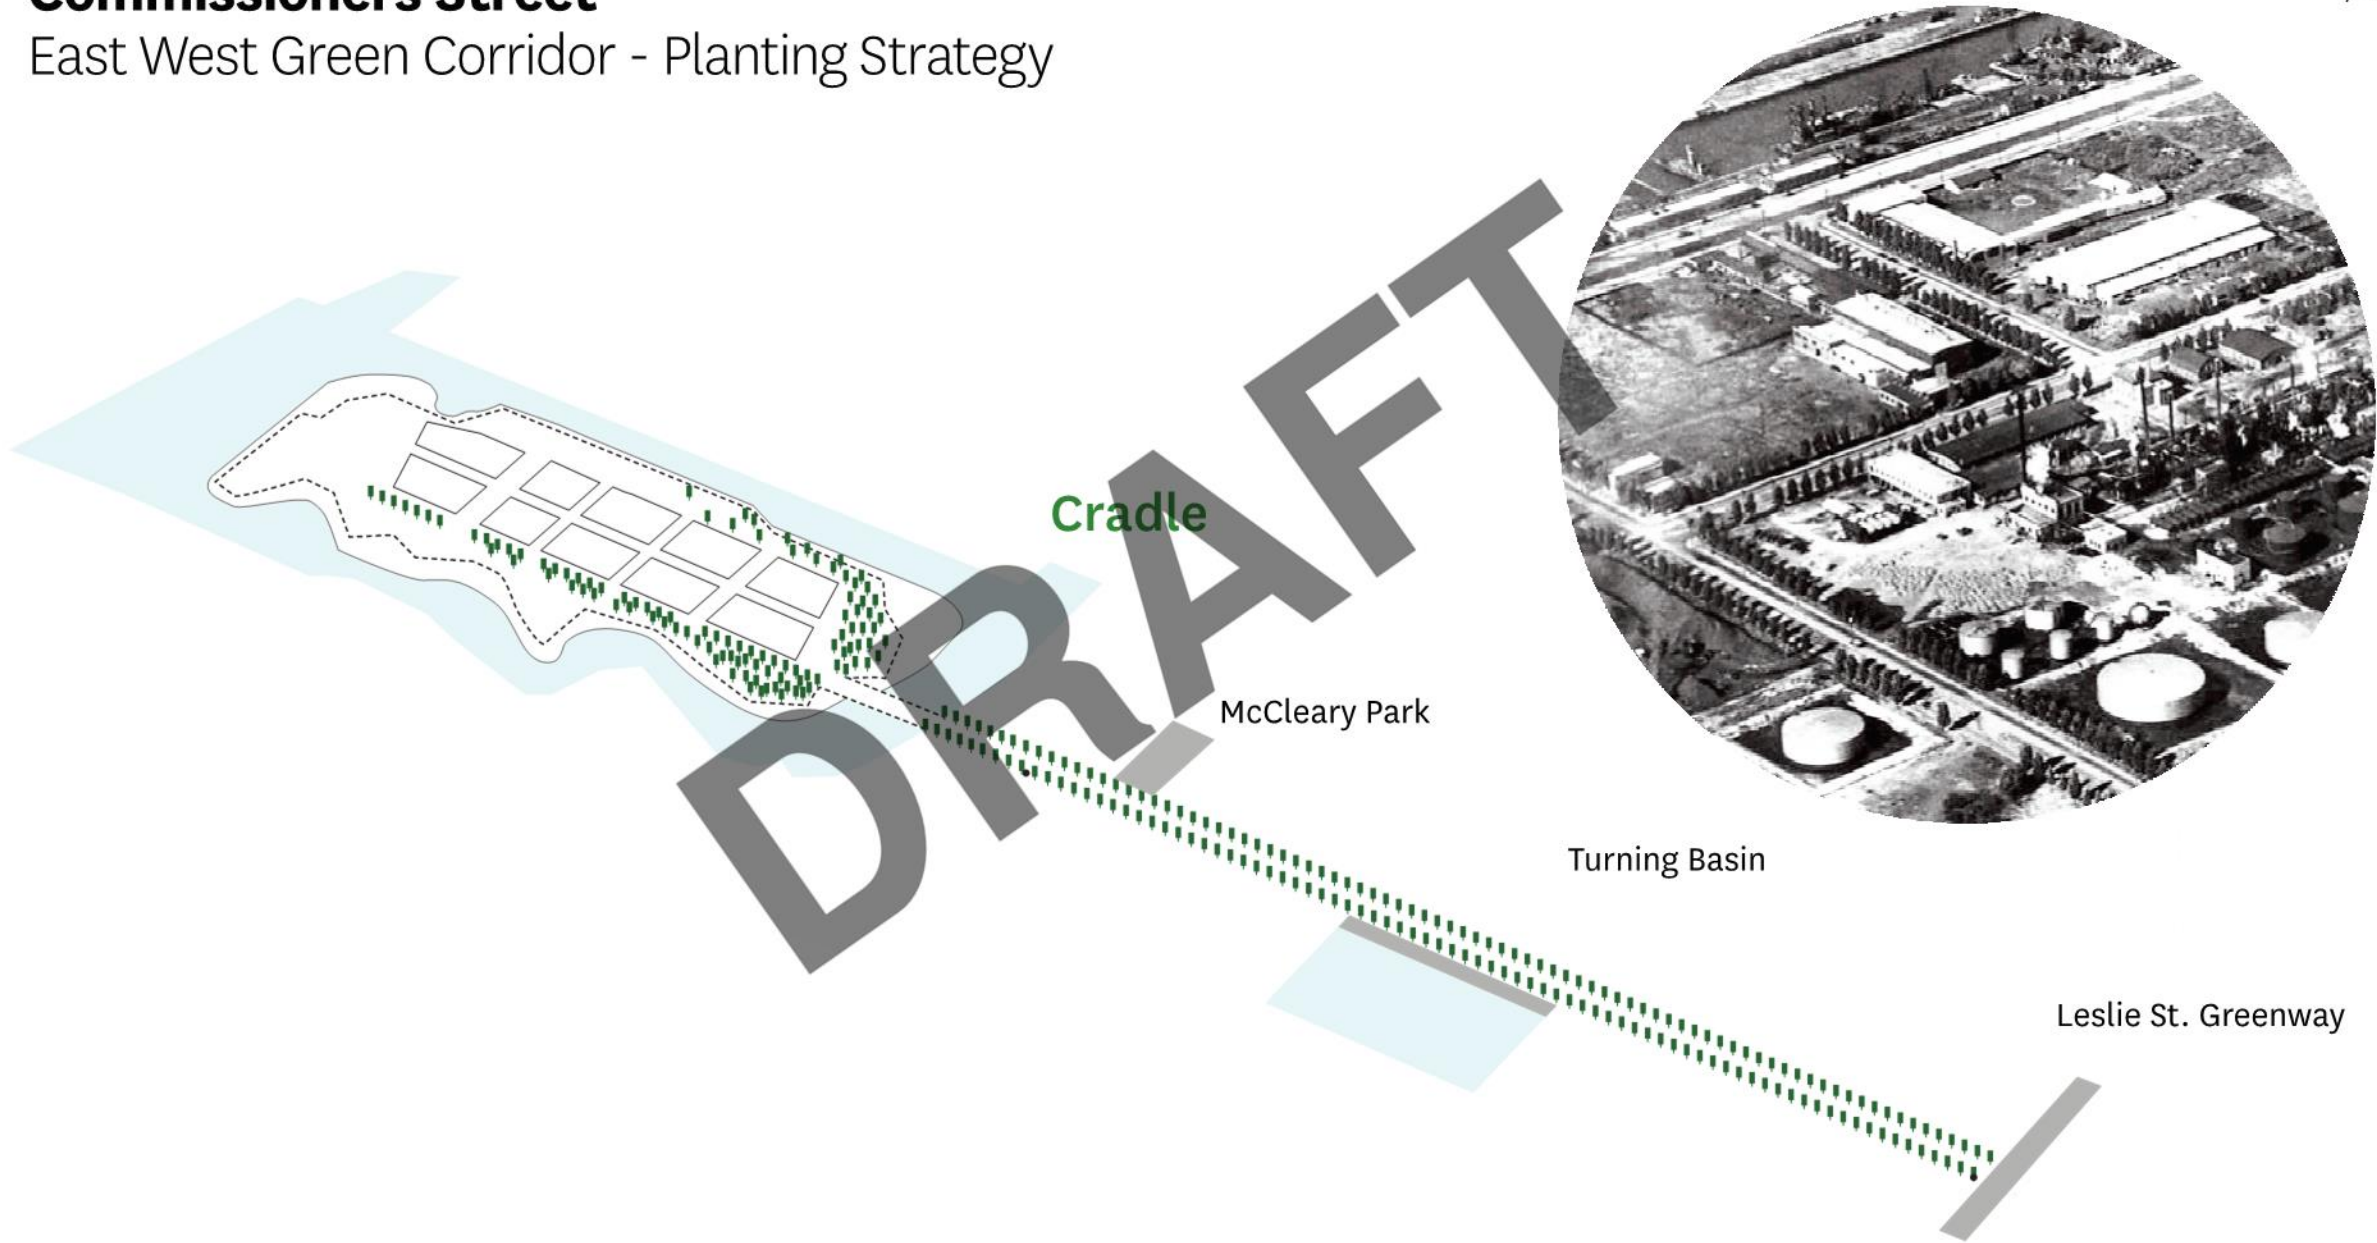 Commissioners Street
East West Green Corridor - Planting Strategy
Cradle
DRAFT
McCleary Park
Turning Basin
Leslie St. Greenway